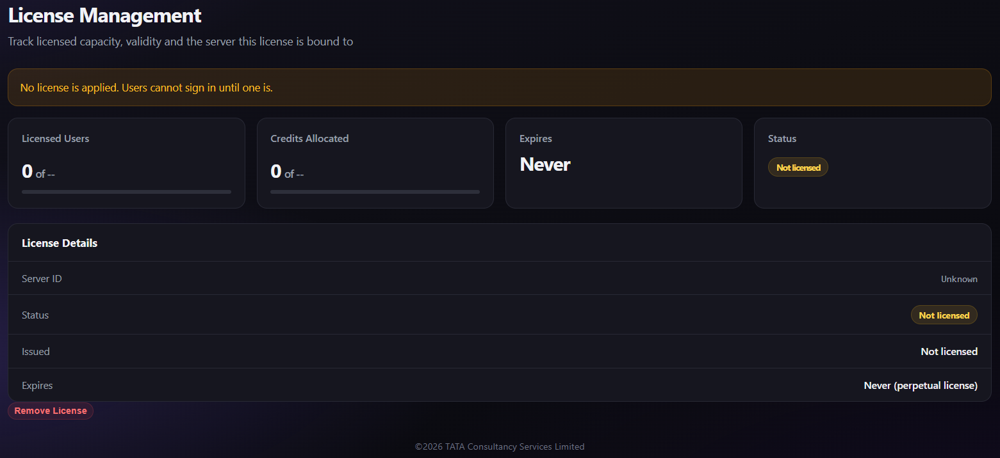 License Management
Track licensed capacity, validity and the server this license is bound to
No license is applied. Users cannot sign in until one is.
Licensed Users
0 of --
Credits Allocated
0 of --
Expires
Never
Status
Not licensed
License Details
Server ID
Unknown
Status
Not licensed
Issued
Not licensed
Expires
Never (perpetual license)
Remove License
©2026 TATA Consultancy Services Limited